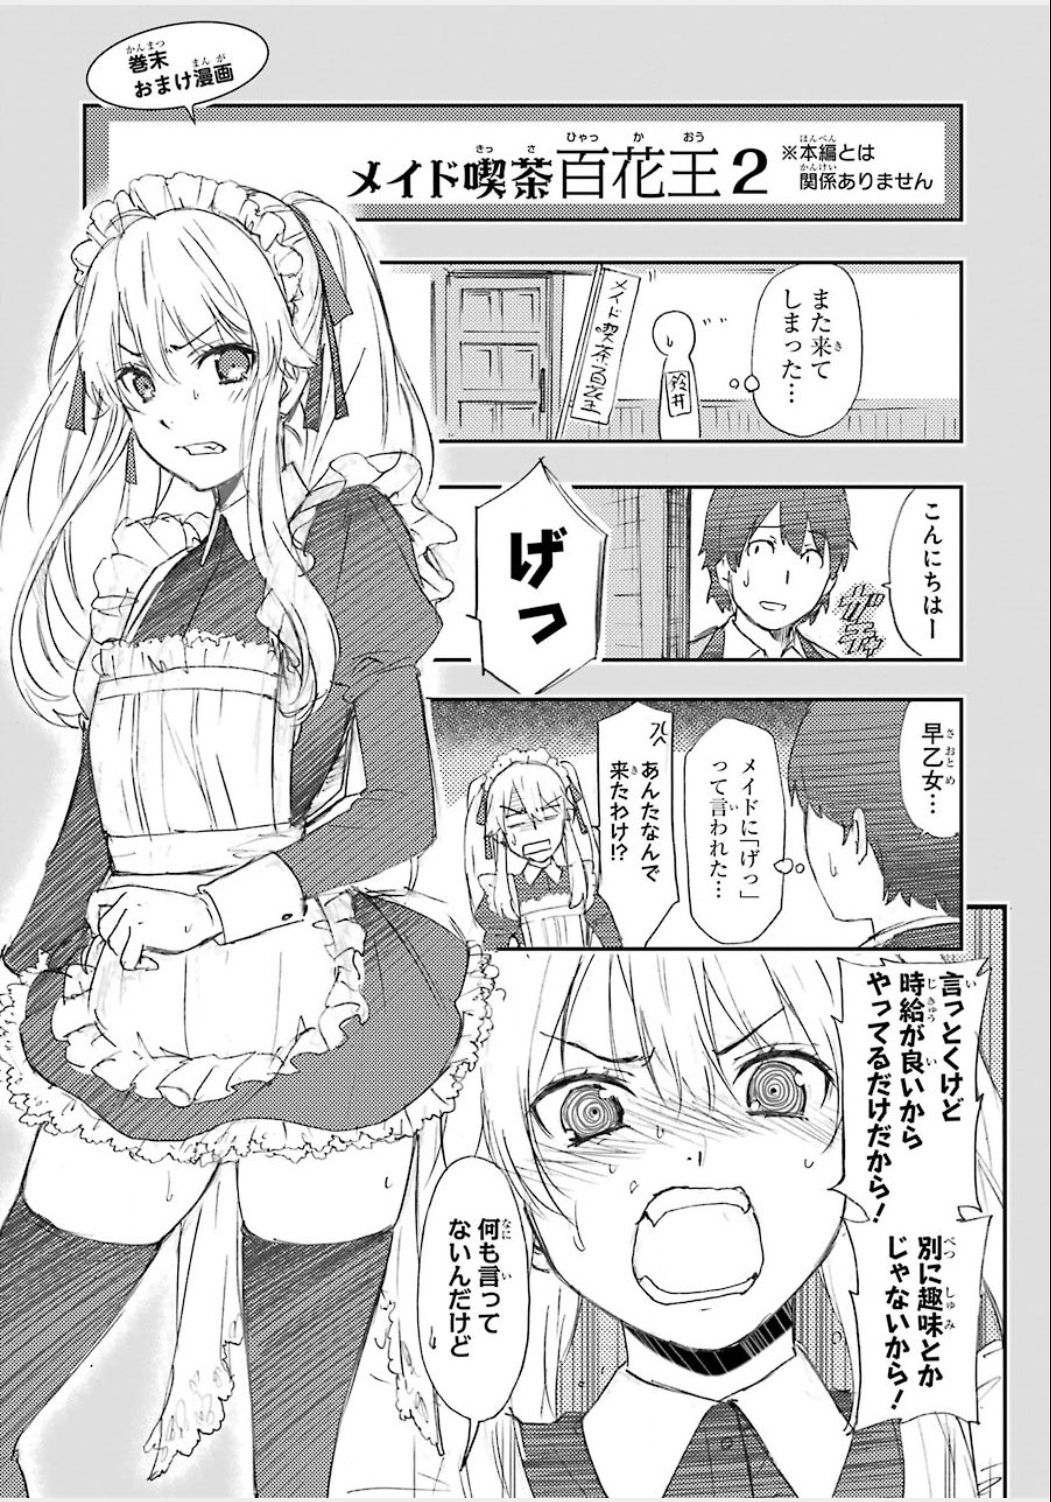 巻末
おまけ漫画
メイド喫茶百花王2
※本編とは
関係ありません
また来て
しまった…
メイド喫茶百花王
鈴井
こんにちは―
げっ
早乙女…
メイドに「げっ」
って言われた…
あんたなんで
来たわけ!?
言っとくけど
時給が良いから
やってるだけだから!
別に趣味とか
じゃないから!
何も言って
ないんだけど